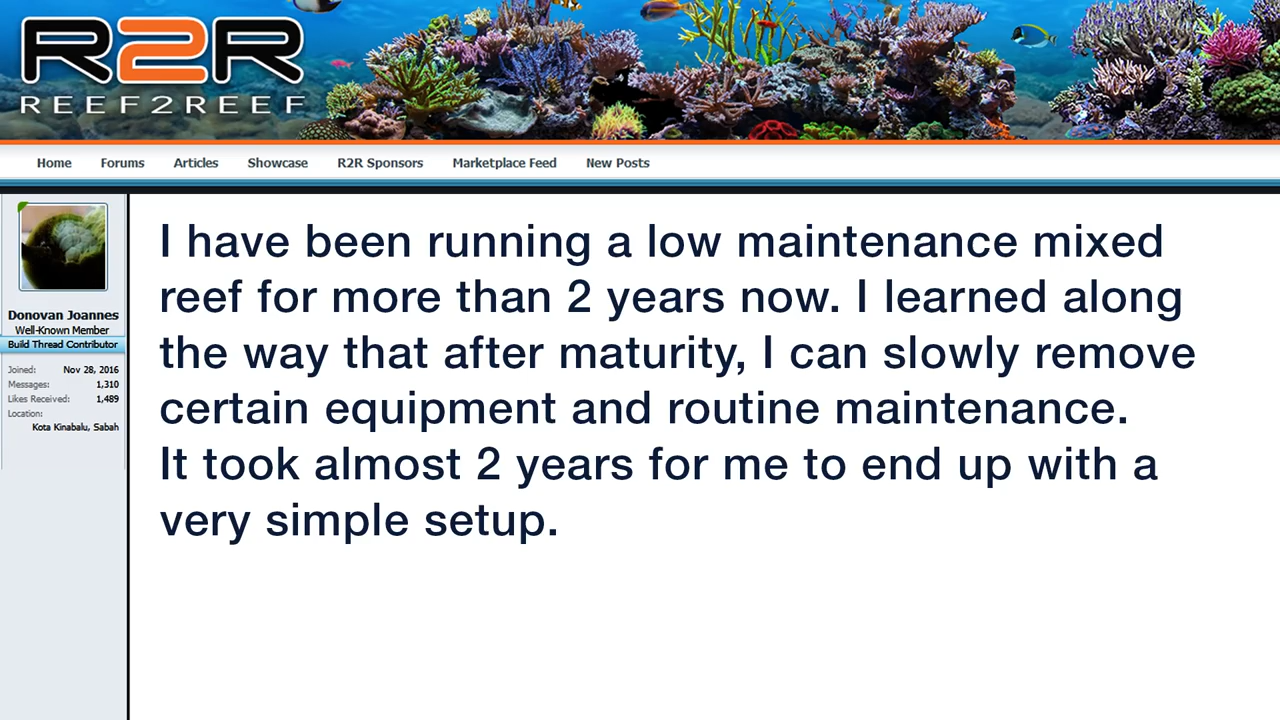 R2R
REEF2REEF
Home Forums Articles Showcase R2R Sponsors Marketplace Feed New Posts
Donovan Joannes
Well-Known Member
Build Thread Contributor
Joined: Nov 28, 2016
Messages: 1,310
Likes Received: 1,489
Location:
Kota Kinabalu, Sabah
I have been running a low maintenance mixed
reef for more than 2 years now. I learned along
the way that after maturity, I can slowly remove
certain equipment and routine maintenance.
It took almost 2 years for me to end up with a
very simple setup.